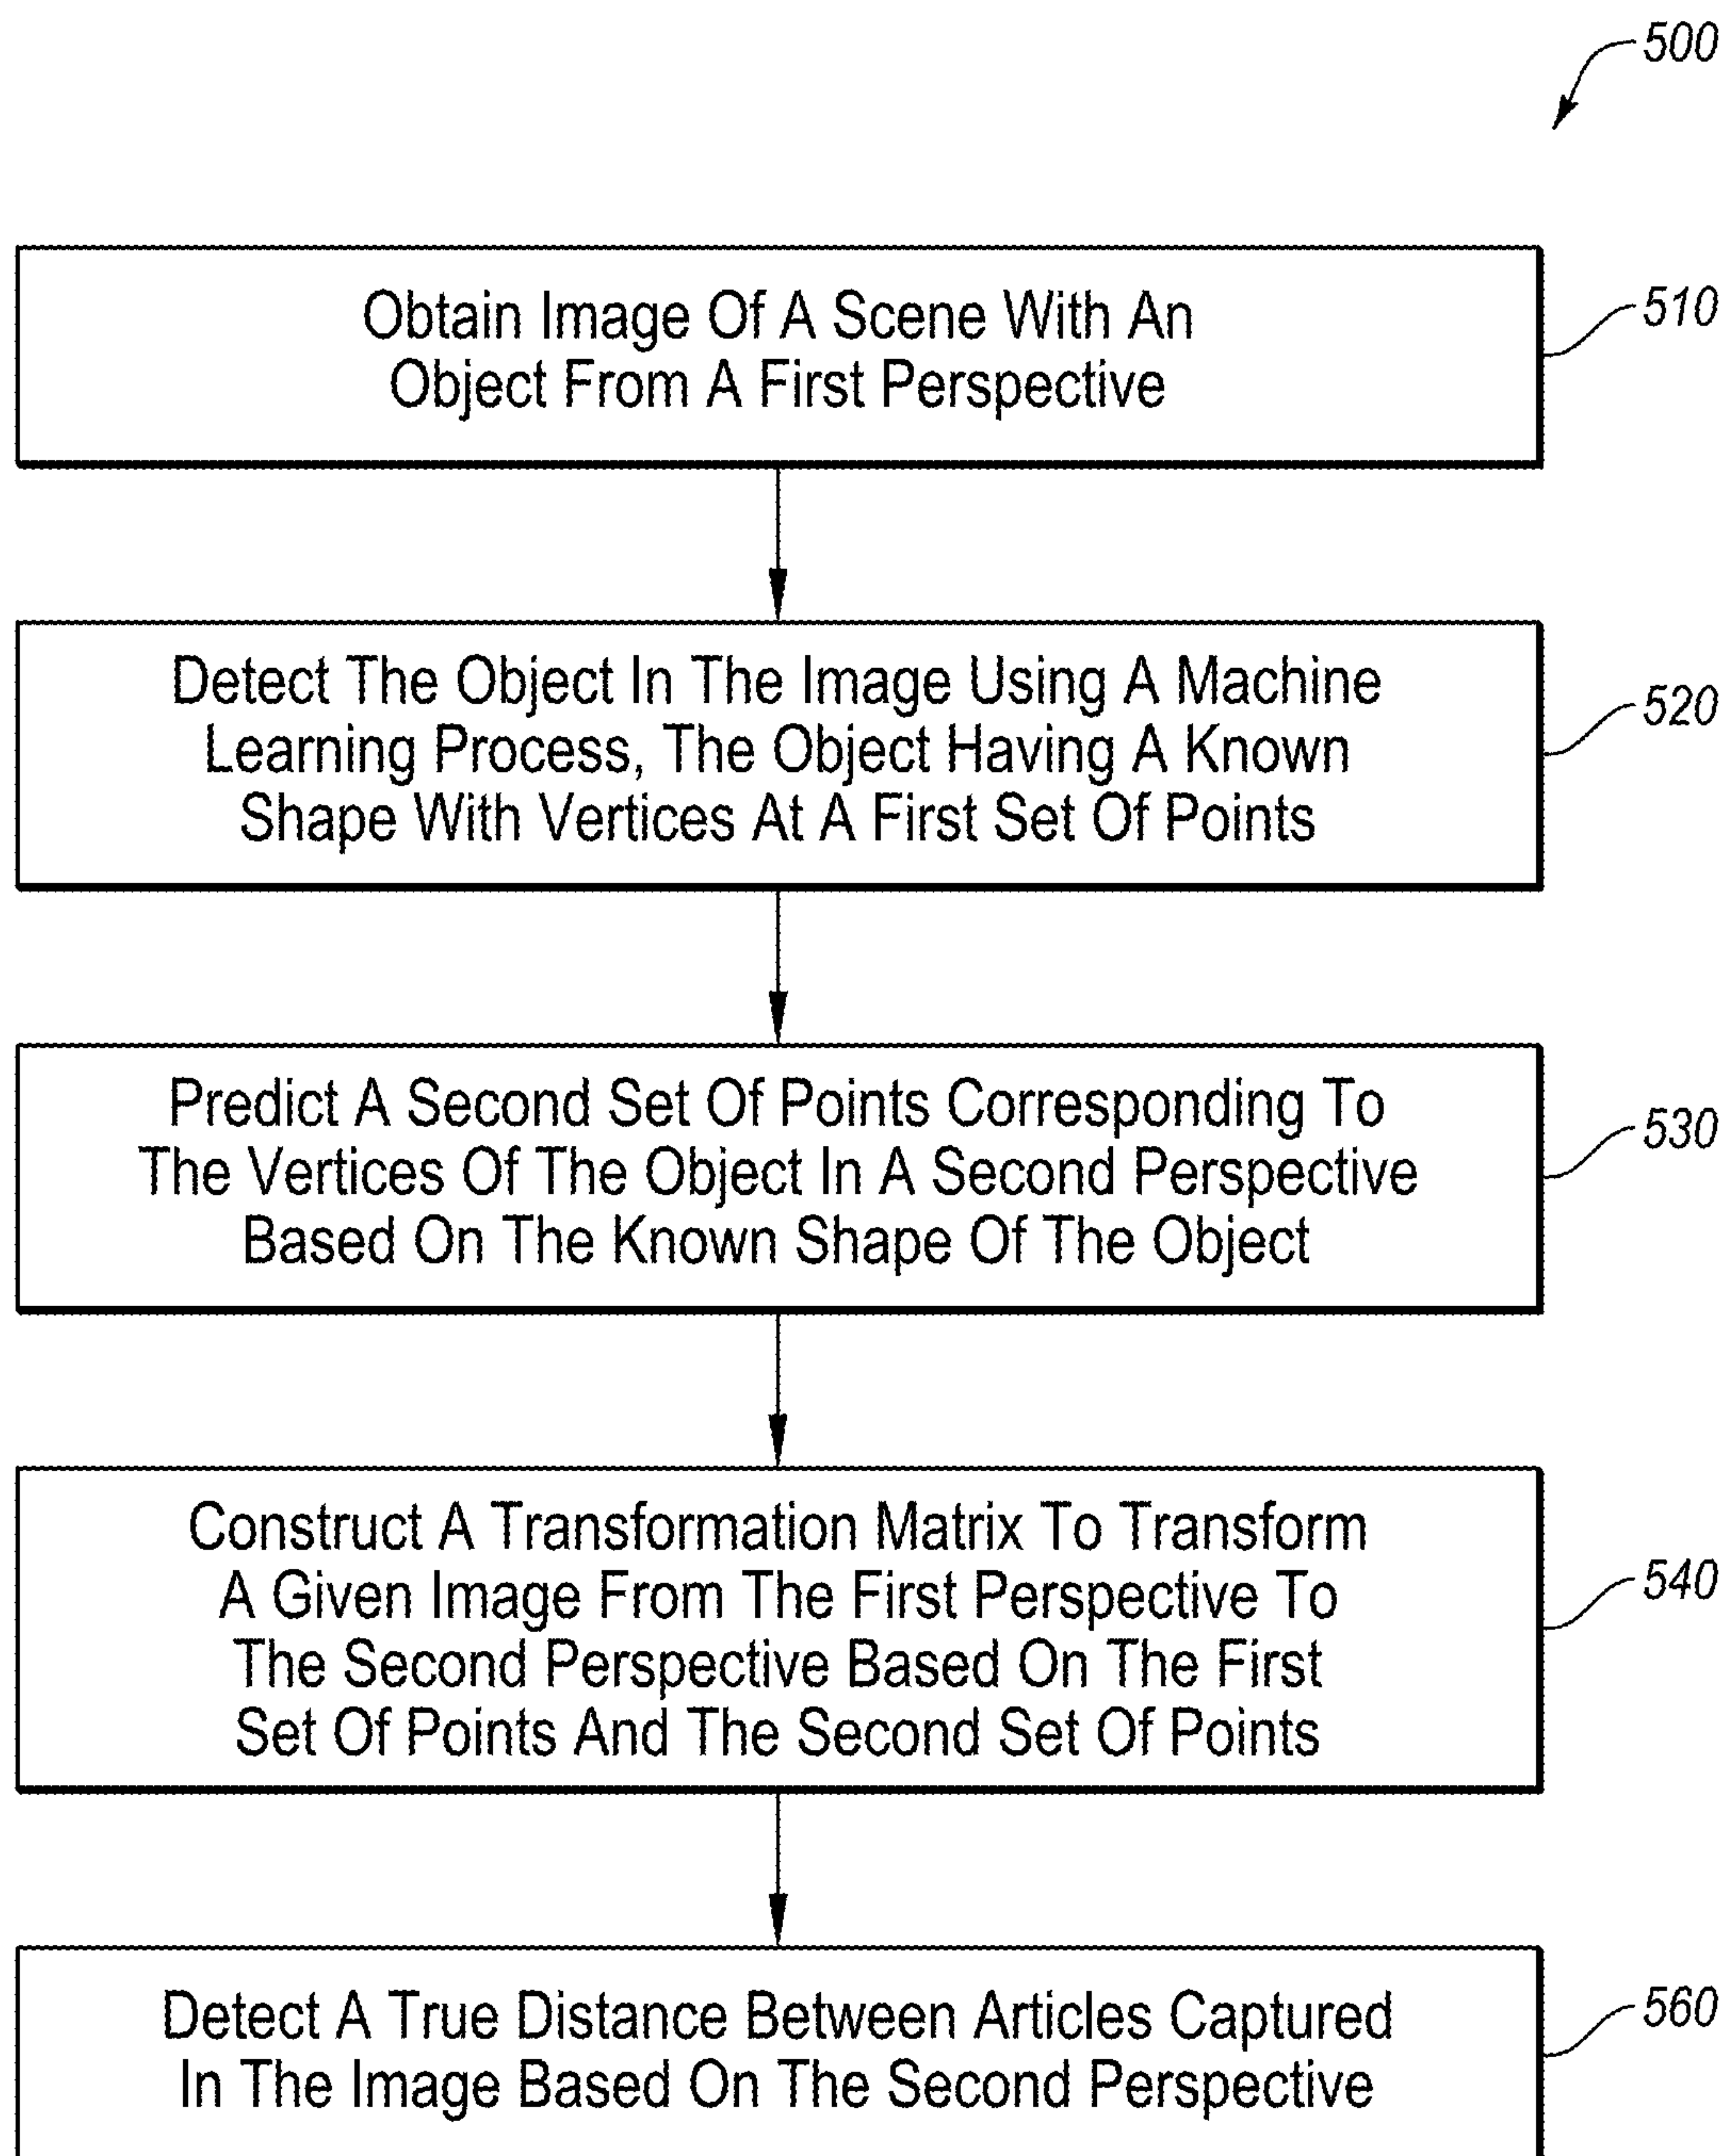 500
Obtain Image Of A Scene With An
Object From A First Perspective
510
Detect The Object In The Image Using A Machine
Learning Process, The Object Having A Known
Shape With Vertices At A First Set Of Points
520
Predict A Second Set Of Points Corresponding To
The Vertices Of The Object In A Second Perspective
Based On The Known Shape Of The Object
530
Construct A Transformation Matrix To Transform
A Given Image From The First Perspective To
The Second Perspective Based On The First
Set Of Points And The Second Set Of Points
540
Detect A True Distance Between Articles Captured
In The Image Based On The Second Perspective
560